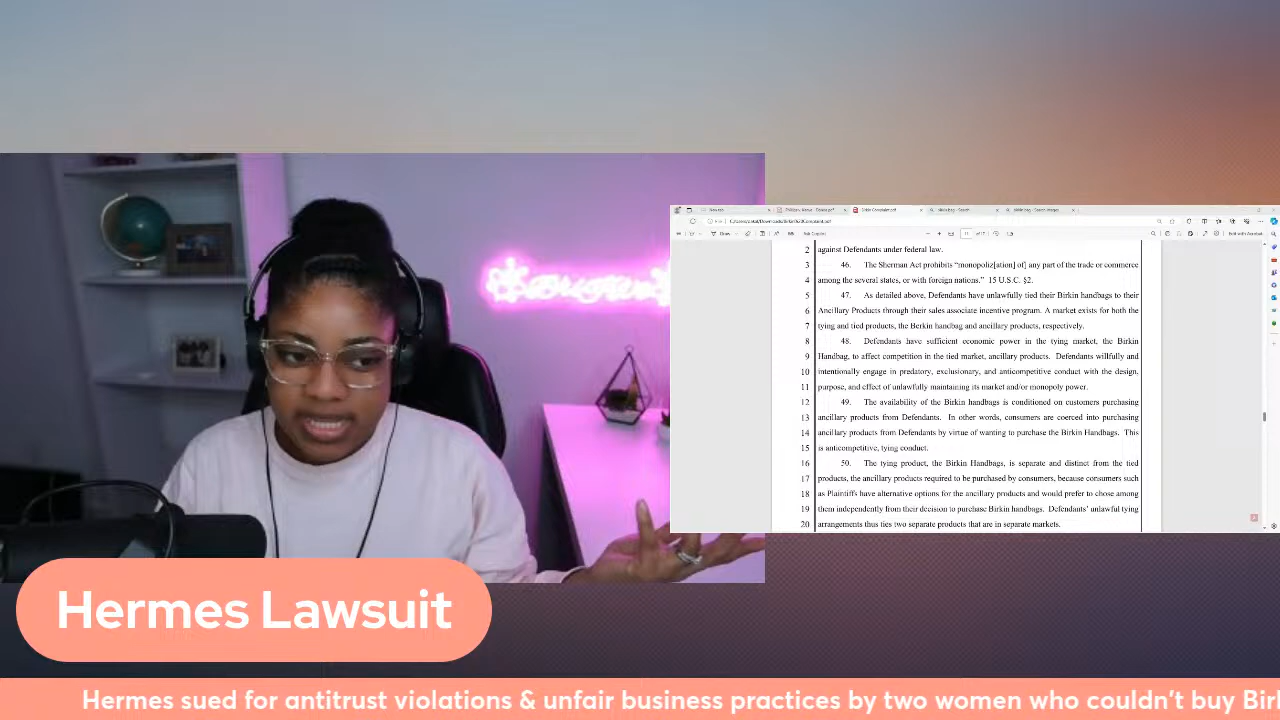 Birkin Complaint.pdf
2 against Defendants under federal law.
3 46. The Sherman Act prohibits “monopoliz[ation] of] any part of the trade or commerce
4 among the several states, or with foreign nations.” 15 U.S.C. §2.
5 47. As detailed above, Defendants have unlawfully tied their Birkin handbags to their
6 Ancillary Products through their sales associate incentive program. A market exists for both the
7 tying and tied products, the Birkin handbag and ancillary products, respectively.
8 48. Defendants have sufficient economic power in the tying market, the Birkin
9 Handbag, to affect competition in the tied market, ancillary products. Defendants willfully and
10 intentionally engage in predatory, exclusionary, and anticompetitive conduct with the design,
11 purpose, and effect of unlawfully maintaining its market and/or monopoly power.
12 49. The availability of the Birkin handbags is conditioned on customers purchasing
13 ancillary products from Defendants. In other words, consumers are coerced into purchasing
14 ancillary products from Defendants by virtue of wanting to purchase the Birkin Handbags. This
15 is anticompetitive, tying conduct.
16 50. The tying product, the Birkin Handbags, is separate and distinct from the tied
17 products, the ancillary products required to be purchased by consumers, because consumers such
18 as Plaintiffs have alternative options for the ancillary products and would prefer to chose among
19 them independently from their decision to purchase Birkin handbags. Defendants’ unlawful tying
20 arrangements thus ties two separate products that are in separate markets.
Hermes Lawsuit
Hermes sued for antitrust violations & unfair business practices by two women who couldn’t buy Bir